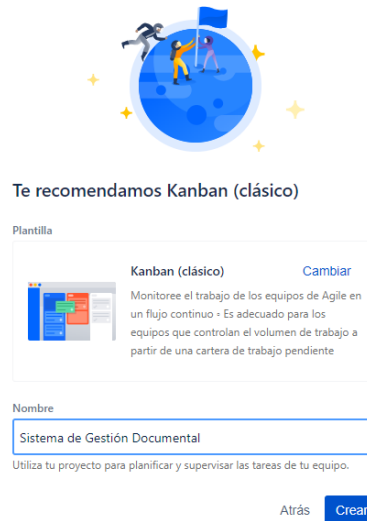 Te recomendamos Kanban (clásico)
Plantilla
Kanban (clásico)
Cambiar
Monitoree el trabajo de los equipos de Agile en
un flujo continuo • Es adecuado para los
equipos que controlan el volumen de trabajo a
partir de una cartera de trabajo pendiente
Nombre
Sistema de Gestión Documental
Utiliza tu proyecto para planificar y supervisar las tareas de tu equipo.
Atrás
Crear